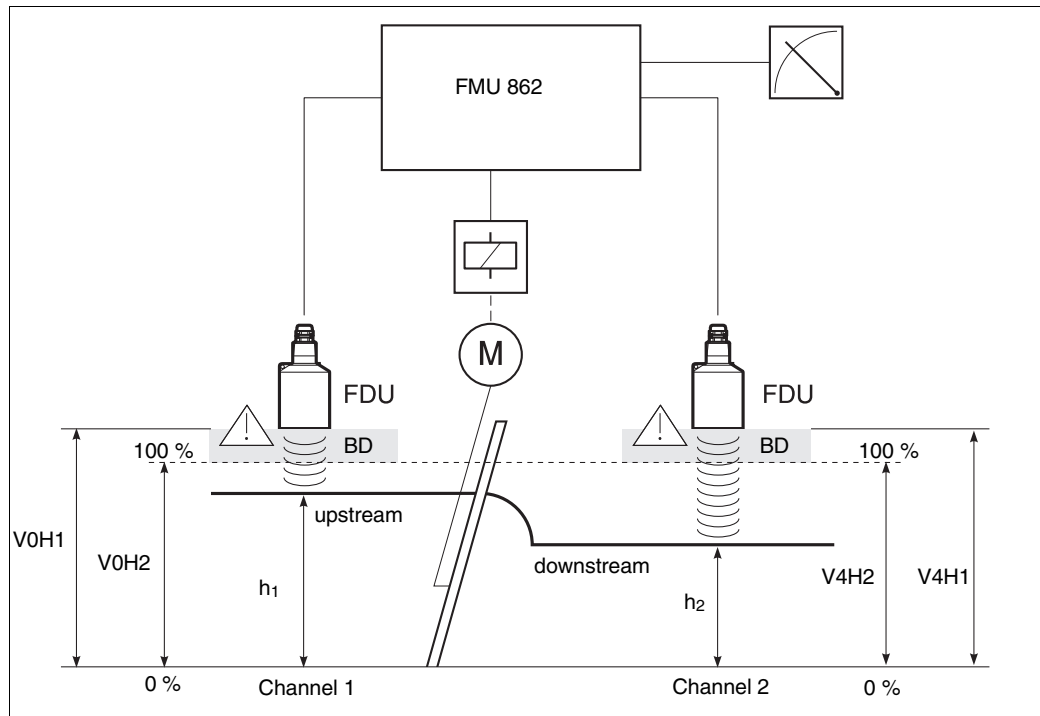 FMU 862
M
FDU
FDU
BD
BD
100 %
100 %
upstream
V0H1
V0H2
h1
downstream
h2
V4H2
V4H1
0 %
Channel 1
Channel 2
0 %